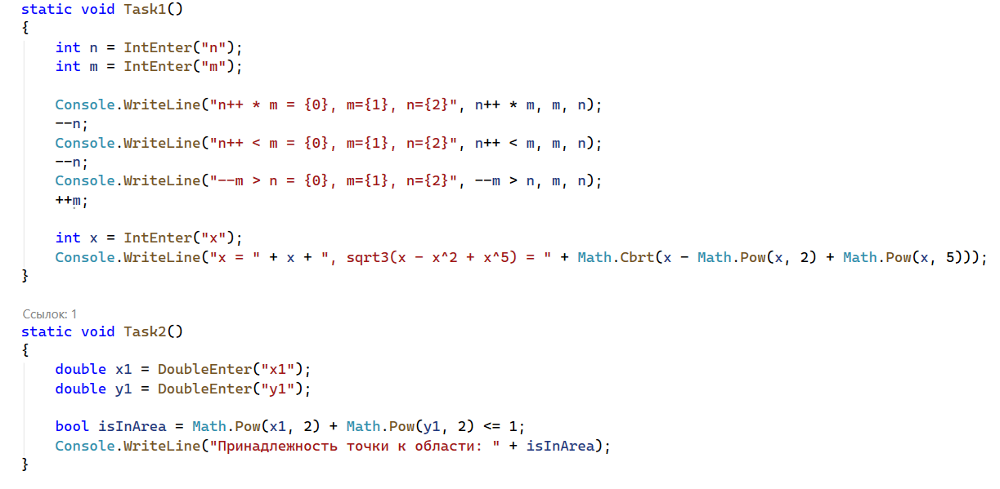 static void Task1()
{
    int n = IntEnter("n");
    int m = IntEnter("m");

    Console.WriteLine("n++ * m = {0}, m={1}, n={2}", n++ * m, m, n);
    --n;
    Console.WriteLine("n++ < m = {0}, m={1}, n={2}", n++ < m, m, n);
    --n;
    Console.WriteLine("--m > n = {0}, m={1}, n={2}", --m > n, m, n);
    ++m;

    int x = IntEnter("x");
    Console.WriteLine("x = " + x + ", sqrt3(x - x^2 + x^5) = " + Math.Cbrt(x - Math.Pow(x, 2) + Math.Pow(x, 5)));
}

Ссылок: 1
static void Task2()
{
    double x1 = DoubleEnter("x1");
    double y1 = DoubleEnter("y1");

    bool isInArea = Math.Pow(x1, 2) + Math.Pow(y1, 2) <= 1;
    Console.WriteLine("Принадлежность точки к области: " + isInArea);
}